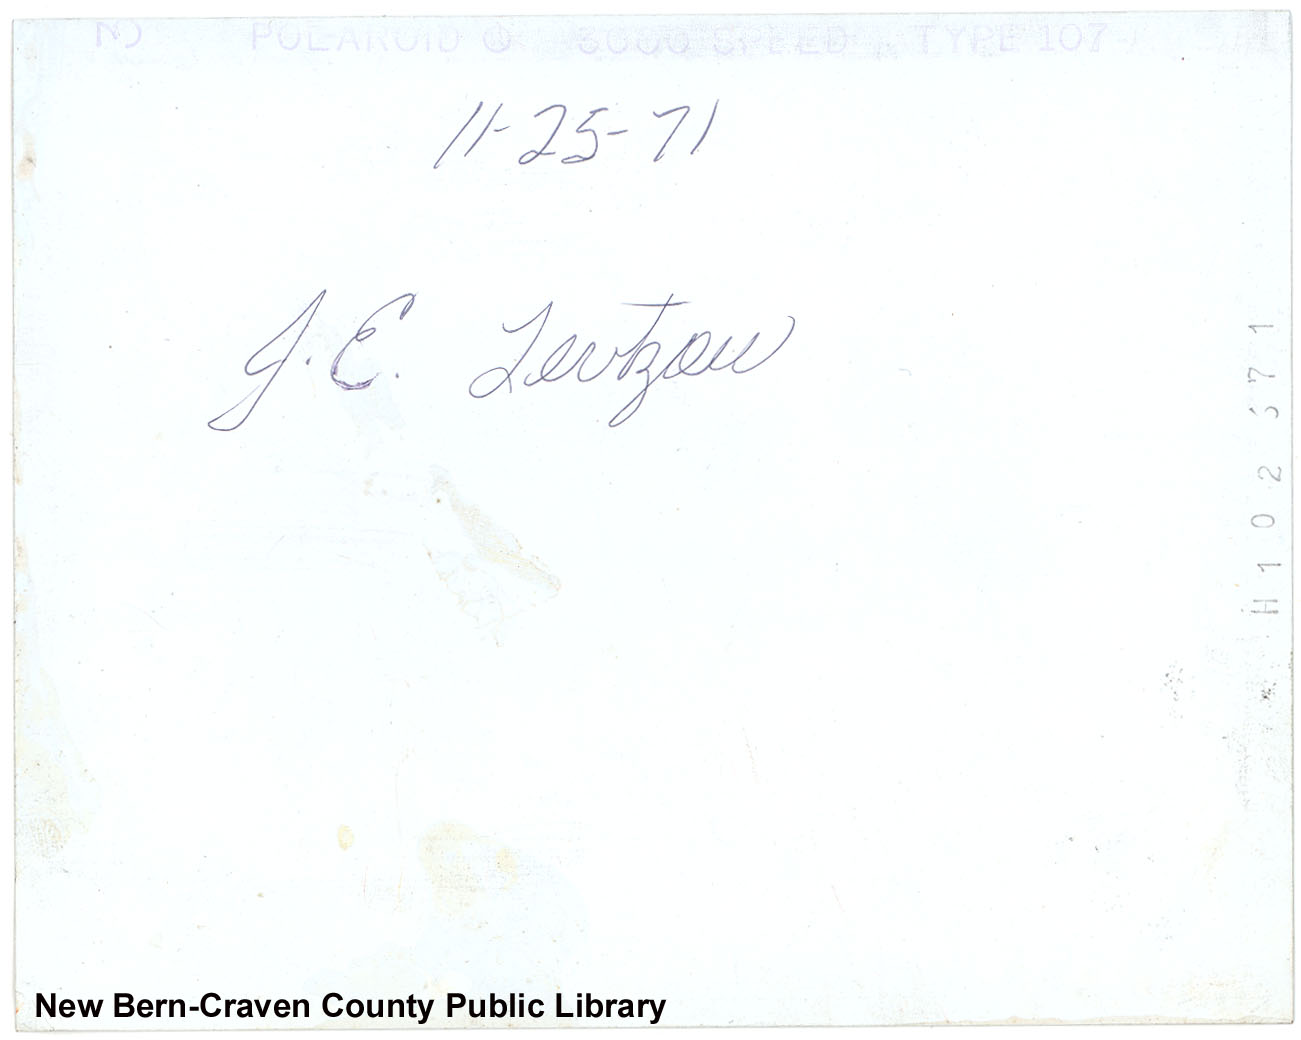 POLAROID ® 3000 SPEED TYPE 107
11-25-71
J. E. Levtzow
H102371
New Bern-Craven County Public Library